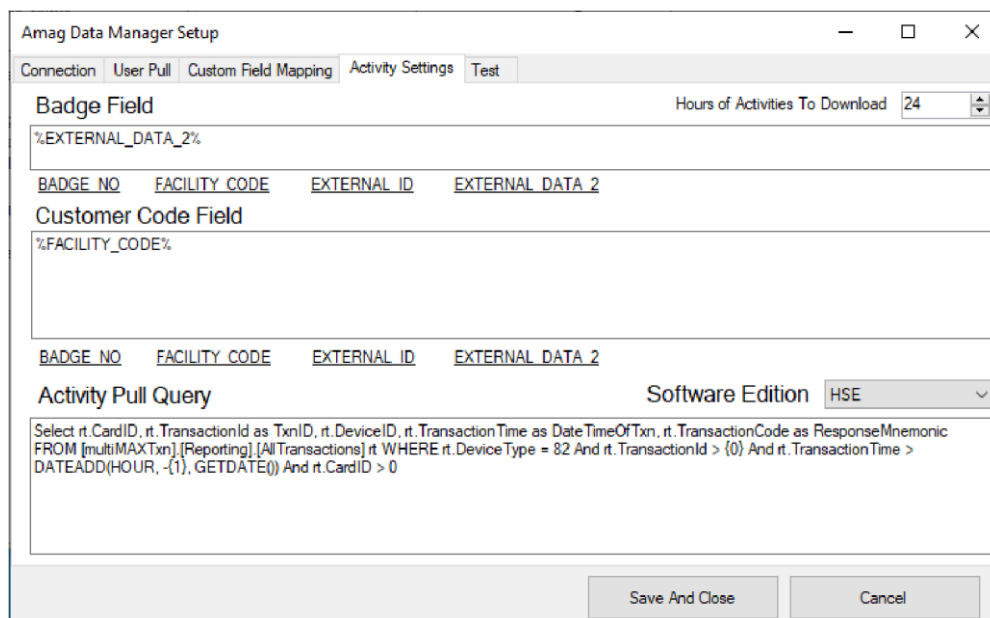 Amag Data Manager Setup
Connection User Pull Custom Field Mapping Activity Settings Test
Badge Field Hours of Activities To Download 24
%EXTERNAL_DATA_2%
BADGE_NO FACILITY_CODE EXTERNAL_ID EXTERNAL_DATA_2
Customer Code Field
%FACILITY_CODE%
BADGE_NO FACILITY_CODE EXTERNAL_ID EXTERNAL_DATA_2
Activity Pull Query Software Edition HSE
Select rt.CardID, rt.TransactionId as TxnID, rt.DeviceID, rt.TransactionTime as DateTimeOfTxn, rt.TransactionCode as ResponseMnemonic
FROM [multiMAXTxn].[Reporting].[AllTransactions] rt WHERE rt.DeviceType = 82 And rt.TransactionId > {0} And rt.TransactionTime >
DATEADD(HOUR, -{1}, GETDATE()) And rt.CardID > 0
Save And Close Cancel